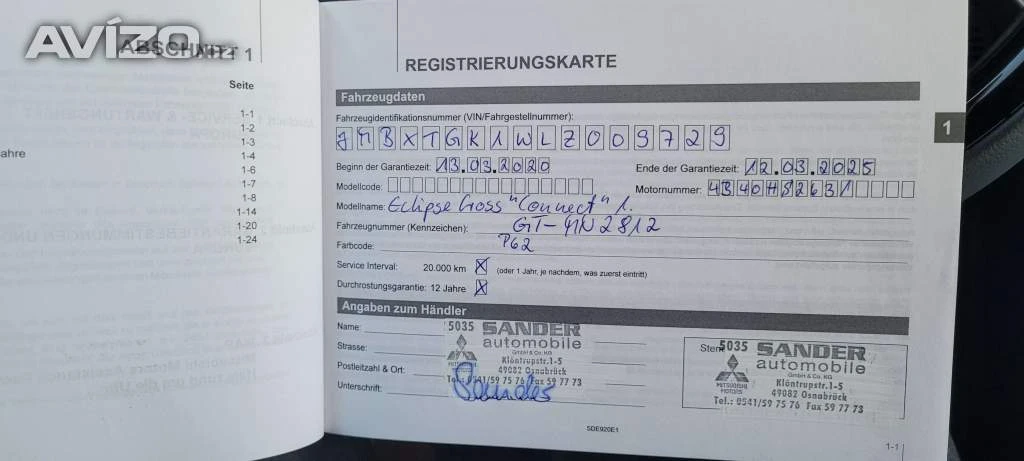 AVÍZO
ABSCHNITT 1
Seite
1-1
1-2
1-3
ahre
1-4
1-6
1-7
1-8
1-14
1-20
1-24
REGISTRIERUNGSKARTE
Fahrzeugdaten
Fahrzeugidentifikationsnummer (VIN/Fahrgestellnummer):
JMBXTGK1WLZ009729
Beginn der Garantiezeit: 13.03.2020 Ende der Garantiezeit: 12.03.2025
Modellcode: Motornummer: 4B40H82631
Modellname: Eclipse Cross "Connect" 1.
Fahrzeugnummer (Kennzeichen): GT-MN2812
Farbcode: P62
Service Interval: 20.000 km X (oder 1 Jahr, je nachdem, was zuerst eintritt)
Durchrostungsgarantie: 12 Jahre X
Angaben zum Händler
Name:
Strasse:
Postleitzahl & Ort:
Unterschrift:
5035 SANDER
automobile
GmbH & Co. KG
MITSUBISHI MOTORS
Klöntrupstr.1-5
49082 Osnabrück
Tel.: 0541/59 75 76 Fax 59 77 73
5035 SANDER
automobile
GmbH & Co. KG
MITSUBISHI MOTORS
Klöntrupstr.1-5
49082 Osnabrück
Tel.: 0541/59 75 76 Fax 59 77 73
SDE920E1
1-1
1